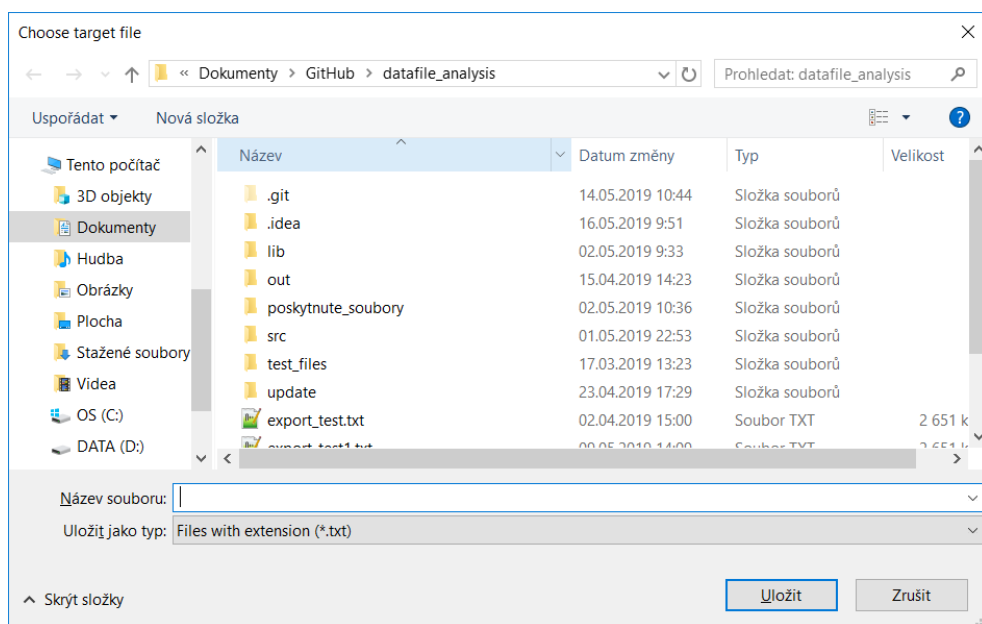 Choose target file
« Dokumenty > GitHub > datafile_analysis
Prohledat: datafile_analysis
Uspořádat Nová složka
Název Datum změny Typ Velikost
Tento počítač
3D objekty
Dokumenty
Hudba
Obrázky
Plocha
Stažené soubory
Videa
OS (C:)
DATA (D:)
.git 14.05.2019 10:44 Složka souborů
.idea 16.05.2019 9:51 Složka souborů
lib 02.05.2019 9:33 Složka souborů
out 15.04.2019 14:23 Složka souborů
poskytnute_soubory 02.05.2019 10:36 Složka souborů
src 01.05.2019 22:53 Složka souborů
test_files 17.03.2019 13:23 Složka souborů
update 23.04.2019 17:29 Složka souborů
export_test.txt 02.04.2019 15:00 Soubor TXT 2 651 k
Název souboru:
Uložit jako typ: Files with extension (*.txt)
Skrýt složky
Uložit Zrušit